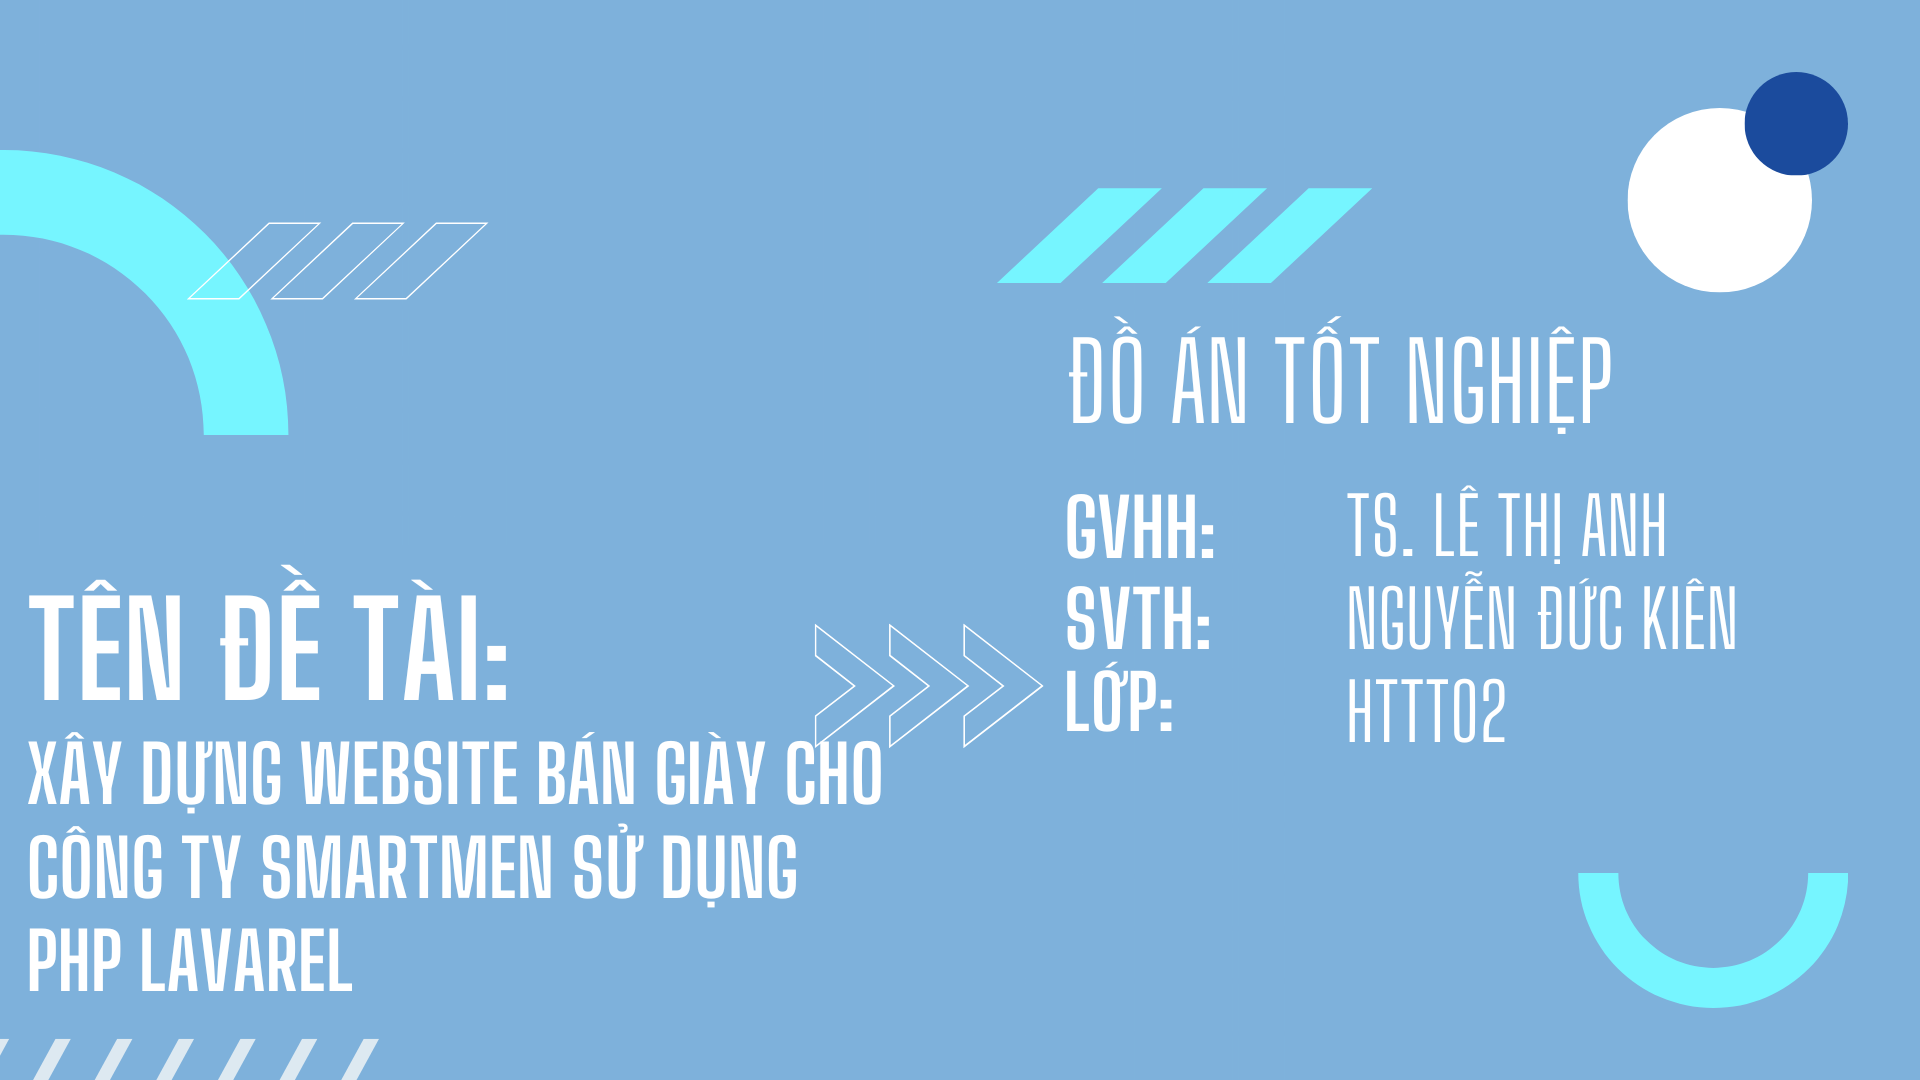 ĐỒ ÁN TỐT NGHIỆP
GVHH: TS. LÊ THỊ ANH
SVTH: NGUYỄN ĐỨC KIÊN
LỚP: HTTT02
TÊN ĐỀ TÀI:
XÂY DỰNG WEBSITE BÁN GIÀY CHO
CÔNG TY SMARTMEN SỬ DỤNG
PHP LAVAREL